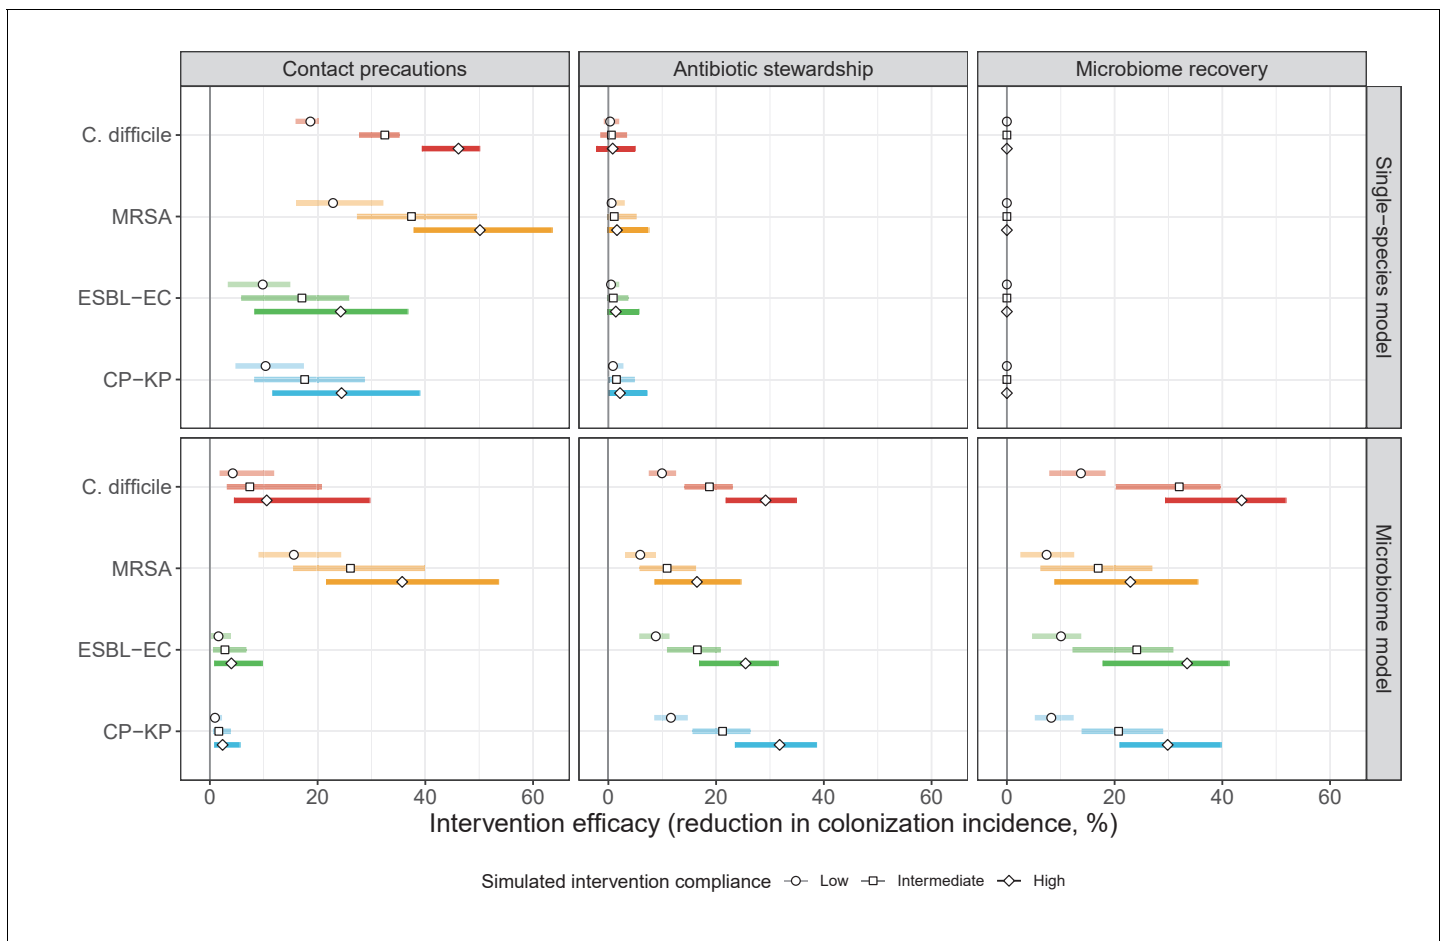 Contact precautions
Antibiotic stewardship
Microbiome recovery
C. difficile
MRSA
ESBL−EC
CP−KP
Single−species model
C. difficile
MRSA
ESBL−EC
CP−KP
Microbiome model
0 20 40 60
0 20 40 60
0 20 40 60
Intervention efficacy (reduction in colonization incidence, %)
Simulated intervention compliance Low Intermediate High